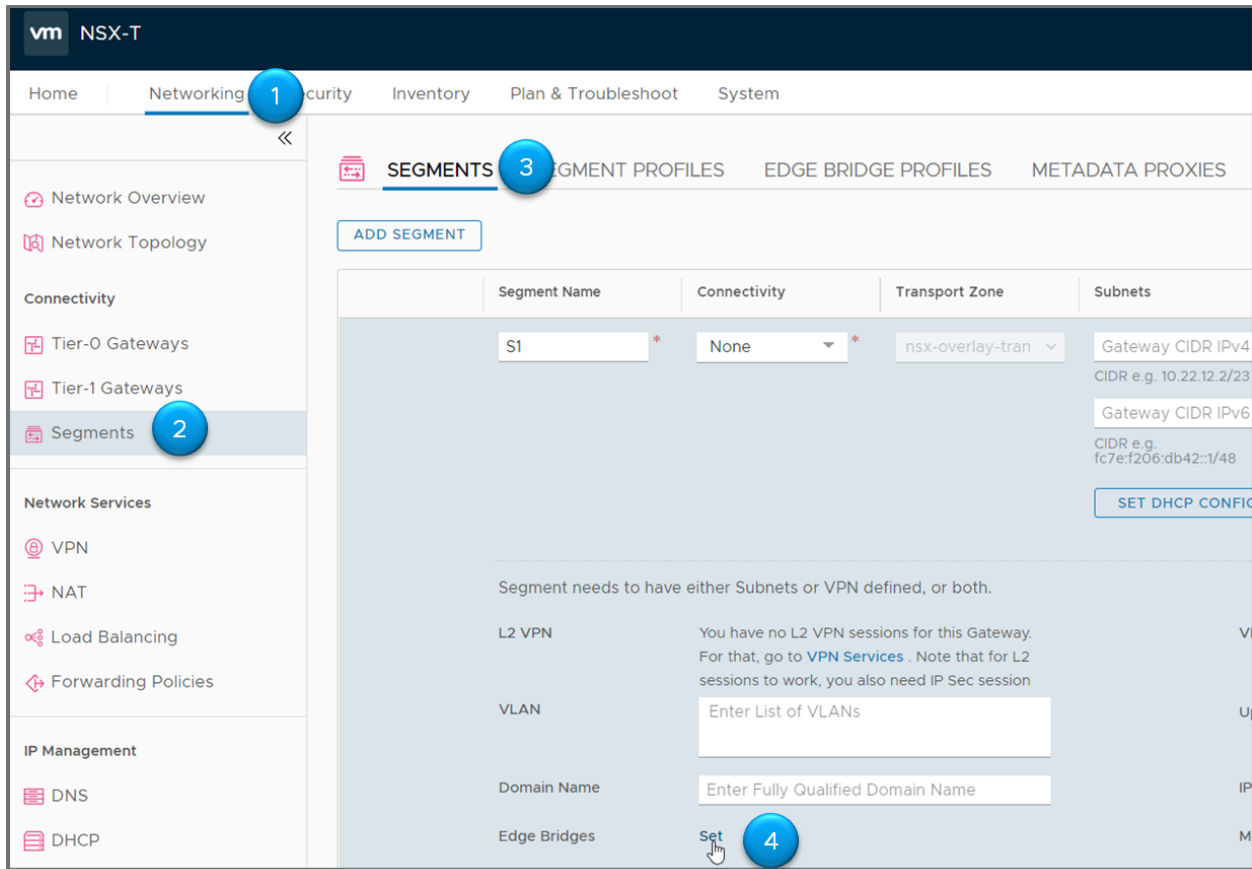 vm NSX-T
Home Networking 1 curity Inventory Plan & Troubleshoot System
«
Network Overview
Network Topology
Connectivity
Tier-0 Gateways
Tier-1 Gateways
Segments 2
Network Services
VPN
NAT
Load Balancing
Forwarding Policies
IP Management
DNS
DHCP
SEGMENTS 3 EGMENT PROFILES EDGE BRIDGE PROFILES METADATA PROXIES
ADD SEGMENT
Segment Name Connectivity Transport Zone Subnets
S1 * None * nsx-overlay-tran Gateway CIDR IPv4
CIDR e.g. 10.22.12.2/23
Gateway CIDR IPv6
CIDR e.g.
fc7e:f206:db42::1/48
SET DHCP CONFIG
Segment needs to have either Subnets or VPN defined, or both.
L2 VPN You have no L2 VPN sessions for this Gateway.
For that, go to VPN Services . Note that for L2
sessions to work, you also need IP Sec session
VLAN Enter List of VLANs
Domain Name Enter Fully Qualified Domain Name IP
Edge Bridges Set 4 M